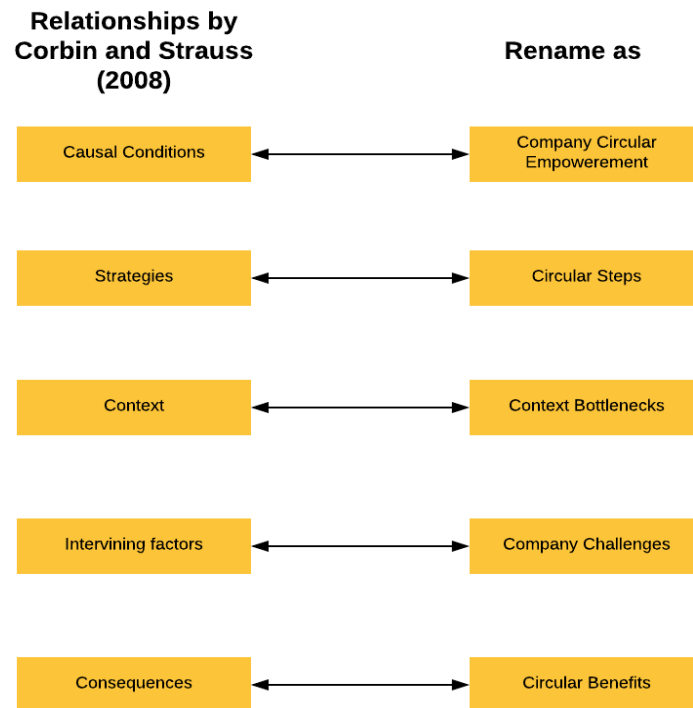 Relationships by
Corbin and Strauss
(2008)
Rename as
Causal Conditions
Company Circular
Empowerement
Strategies
Circular Steps
Context
Context Bottlenecks
Intervining factors
Company Challenges
Consequences
Circular Benefits